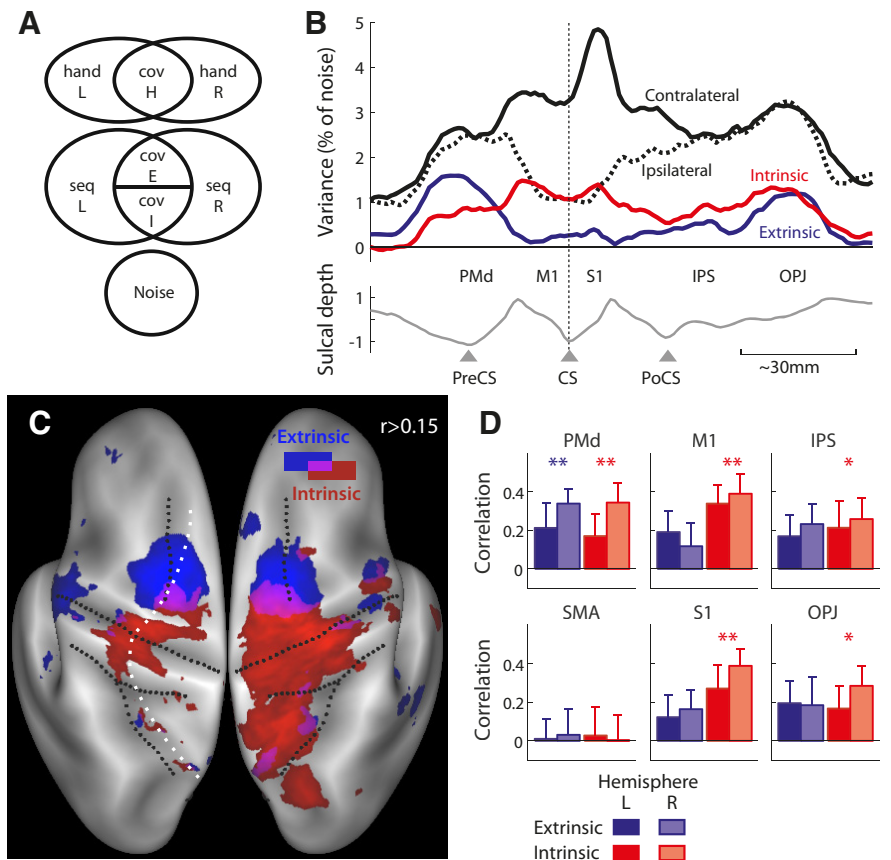 A
hand
L
cov
H
hand
R
seq
L
cov
E
cov
I
seq
R
Noise
B
Variance (% of noise)
5
4
3
2
1
0
Contralateral
Ipsilateral
Intrinsic
Extrinsic
PMd M1 S1 IPS OPJ
Sulcal depth
1
-1
PreCS CS PoCS
~30mm
C
r>0.15
Extrinsic
Intrinsic
D
PMd M1 IPS
Correlation
0.4
0.2
0
** ** ** *
SMA S1 OPJ
Correlation
0.4
0.2
0
** *
Hemisphere
L R
Extrinsic
Intrinsic